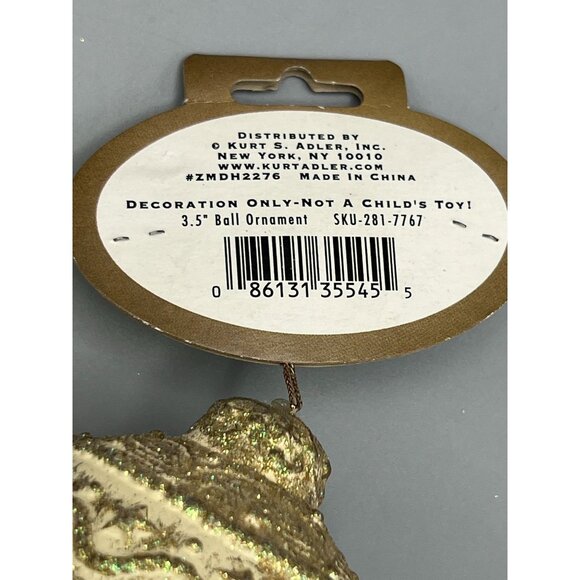 DISTRIBUTED BY
© KURT S. ADLER, INC.
NEW YORK, NY 10010
WWW.KURTADLER.COM
#ZMDH2276 MADE IN CHINA
DECORATION ONLY-NOT A CHILD'S TOY!
3.5" Ball Ornament SKU-281-7767
0 86131 35545 5